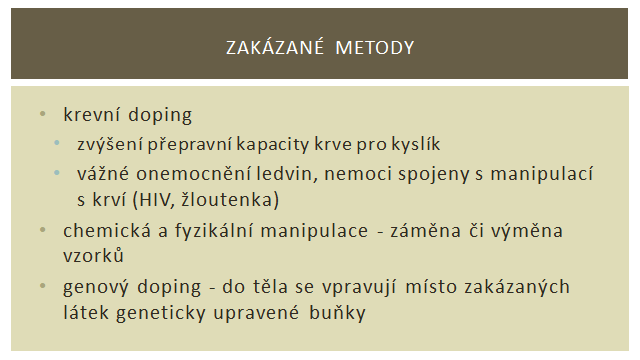 ZAKÁZANÉ METODY
• krevní doping
• zvýšení přepravní kapacity krve pro kyslík
• vážné onemocnění ledvin, nemoci spojeny s manipulací
s krví (HIV, žloutenka)
• chemická a fyzikální manipulace - záměna či výměna
vzorků
• genový doping - do těla se vpravují místo zakázaných
látek geneticky upravené buňky